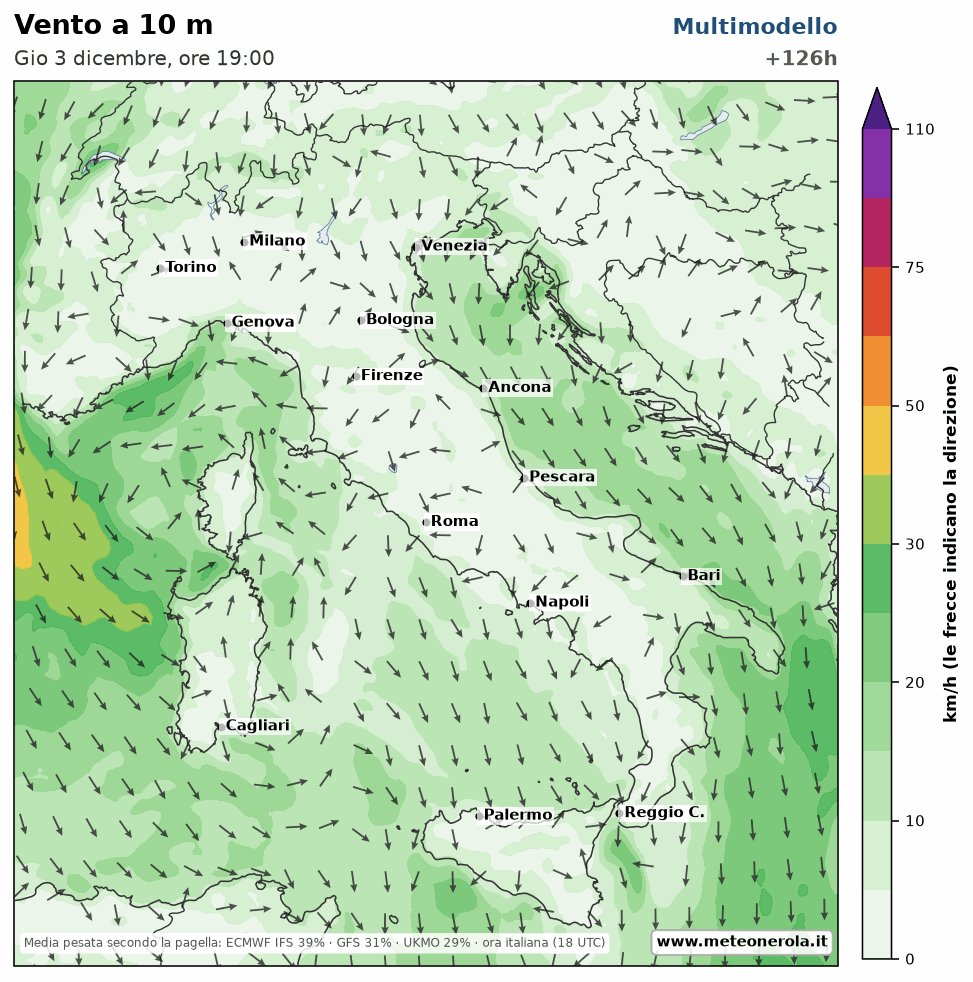 Vento a 10 m
Multimodello
Gio 3 dicembre, ore 19:00
+126h
110
Milano
Venezia
Torino
75
Genova
Bologna
Firenze
Ancona
50
Pescara
Roma
30
Bari
Napoli
20
Cagliari
Palermo
Reggio C.
10
km/h (le frecce indicano la direzione)
Media pesata secondo la pagella: ECMWF IFS 39% · GFS 31% · UKMO 29% · ora italiana (18 UTC)
www.meteonerola.it
0